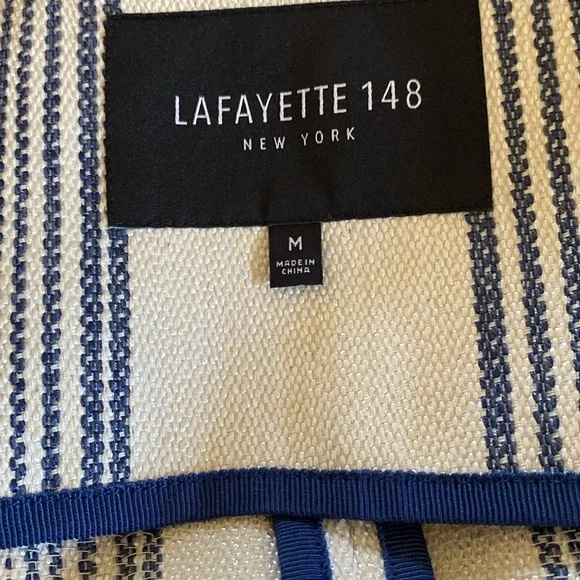 LAFAYETTE 148
NEW YORK
M
MADE IN
CHINA